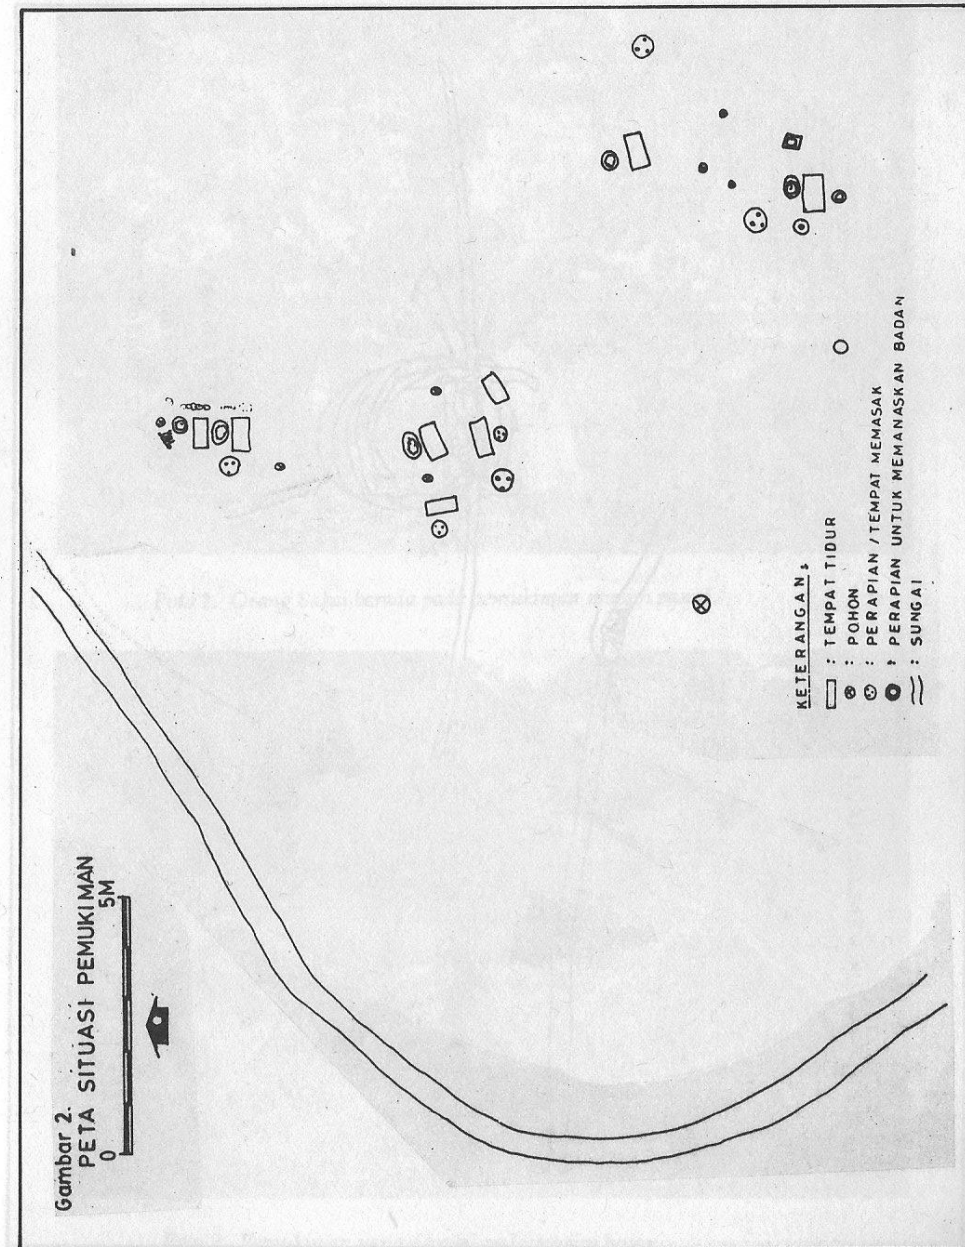 Gambar 2.
PETA SITUASI PEMUKIMAN
0 5M
KETERANGAN :
: TEMPAT TIDUR
: POHON
: PERAPIAN / TEMPAT MEMASAK
: PERAPIAN UNTUK MEMANASKAN BADAN
: SUNGAI